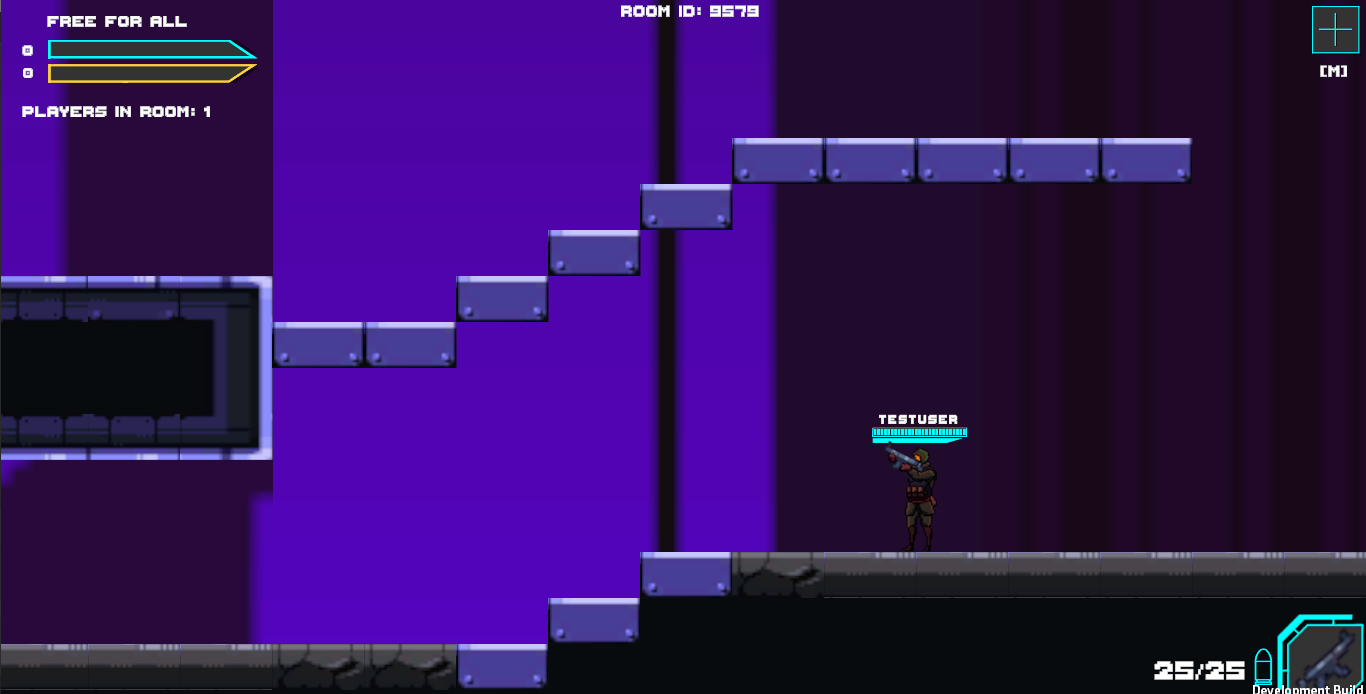 FREE FOR ALL
ROOM ID: 9579
0
0
[M]
PLAYERS IN ROOM: 1
TESTUSER
25/25
Development Build